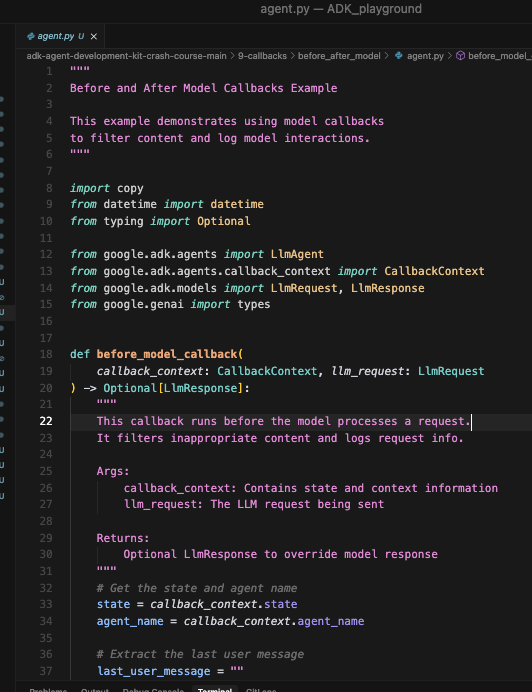 agent.py — ADK_playground
agent.py U ×
adk-agent-development-kit-crash-course-main > 9-callbacks > before_after_model > agent.py > before_model_
1 """
2 Before and After Model Callbacks Example
3
4 This example demonstrates using model callbacks
5 to filter content and log model interactions.
6 """
7
8 import copy
9 from datetime import datetime
10 from typing import Optional
11
12 from google.adk.agents import LlmAgent
13 from google.adk.agents.callback_context import CallbackContext
14 from google.adk.models import LlmRequest, LlmResponse
15 from google.genai import types
16
17
18 def before_model_callback(
19     callback_context: CallbackContext, llm_request: LlmRequest
20 ) -> Optional[LlmResponse]:
21     """
22     This callback runs before the model processes a request.
23     It filters inappropriate content and logs request info.
24
25     Args:
26         callback_context: Contains state and context information
27         llm_request: The LLM request being sent
28
29     Returns:
30         Optional LlmResponse to override model response
31     """
32     # Get the state and agent name
33     state = callback_context.state
34     agent_name = callback_context.agent_name
35
36     # Extract the last user message
37     last_user_message = ""
Problems Output Debug Console Terminal GitLens